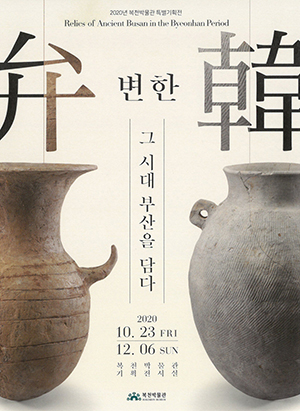 2020년 복천박물관 특별기획전
Relics of Ancient Busan in the Byeonhan Period
弁韓
변한
그 시대 부산을 담다
2020
10. 23 FRI
12. 06 SUN
복천박물관
기획전시실
복천박물관